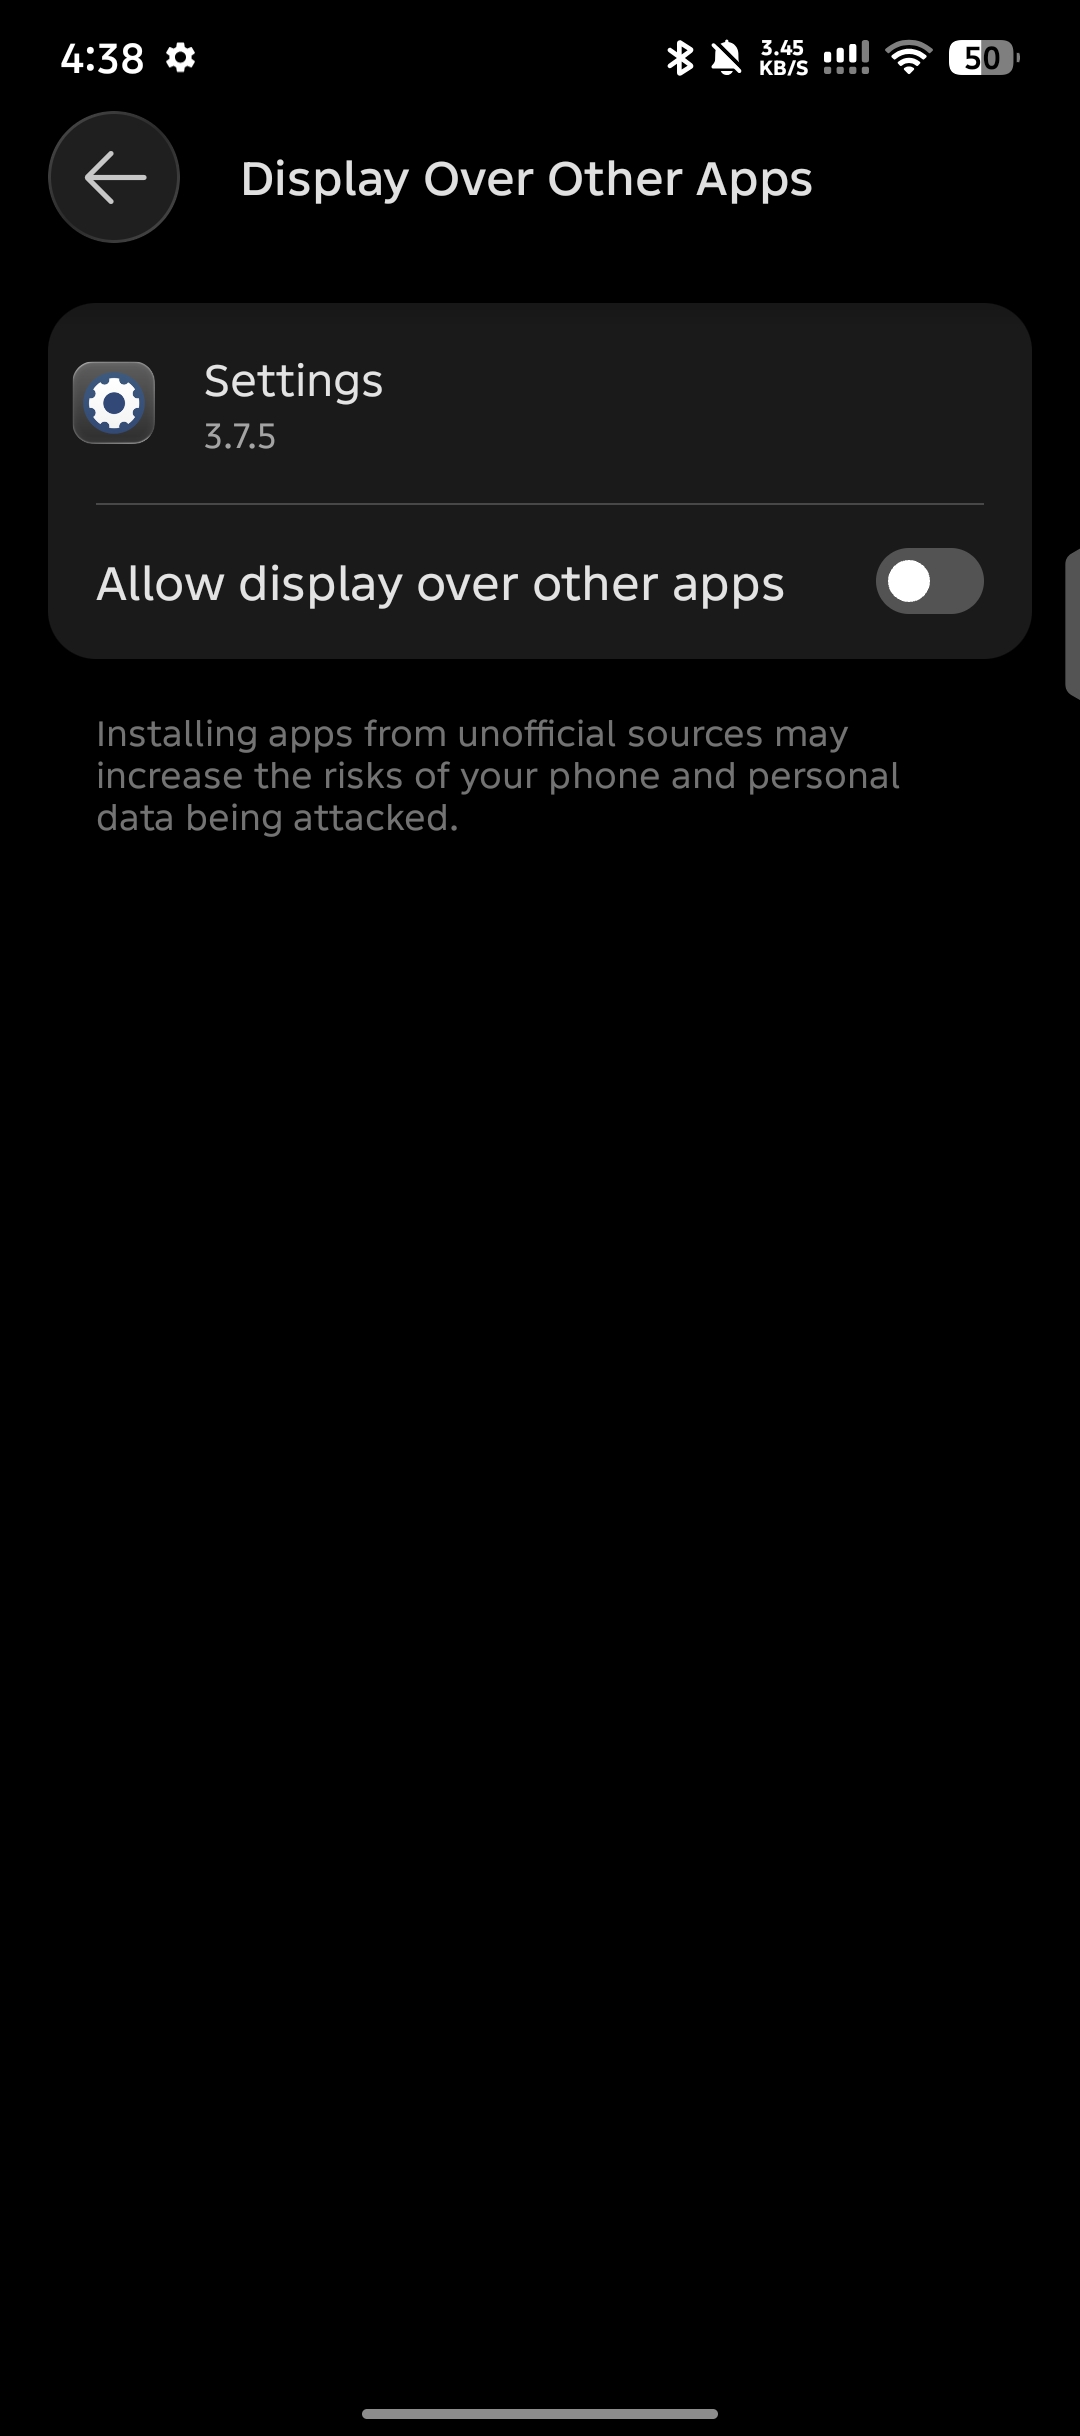 4:38
3.45
KB/S
50
Display Over Other Apps
Settings
3.7.5
Allow display over other apps
Installing apps from unofficial sources may
increase the risks of your phone and personal
data being attacked.